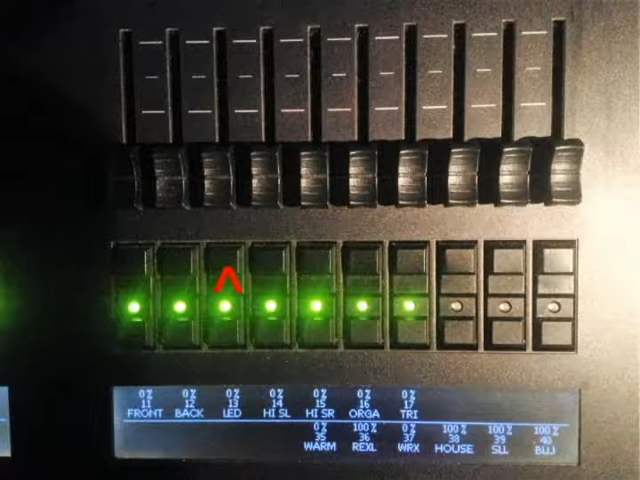 0% 0% 0% 0% 0% 0% 0%
11 12 13 14 15 16 17
FRONT BACK LED HI SL HI SR ORGA TRI
0% 100% 0% 100% 100% 100%
35 36 37 38 39 40
WARM REXL WRX HOUSE SLL BLIJ